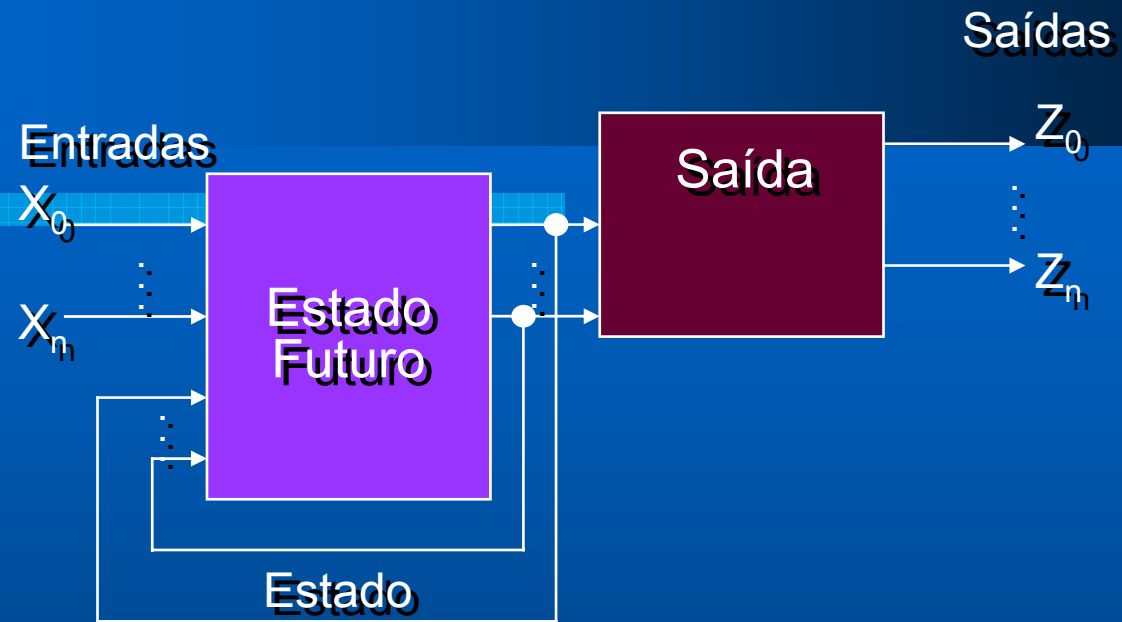 Saídas
Entradas
X0
Xn
Estado
Futuro
Saída
Z0
Zn
Estado